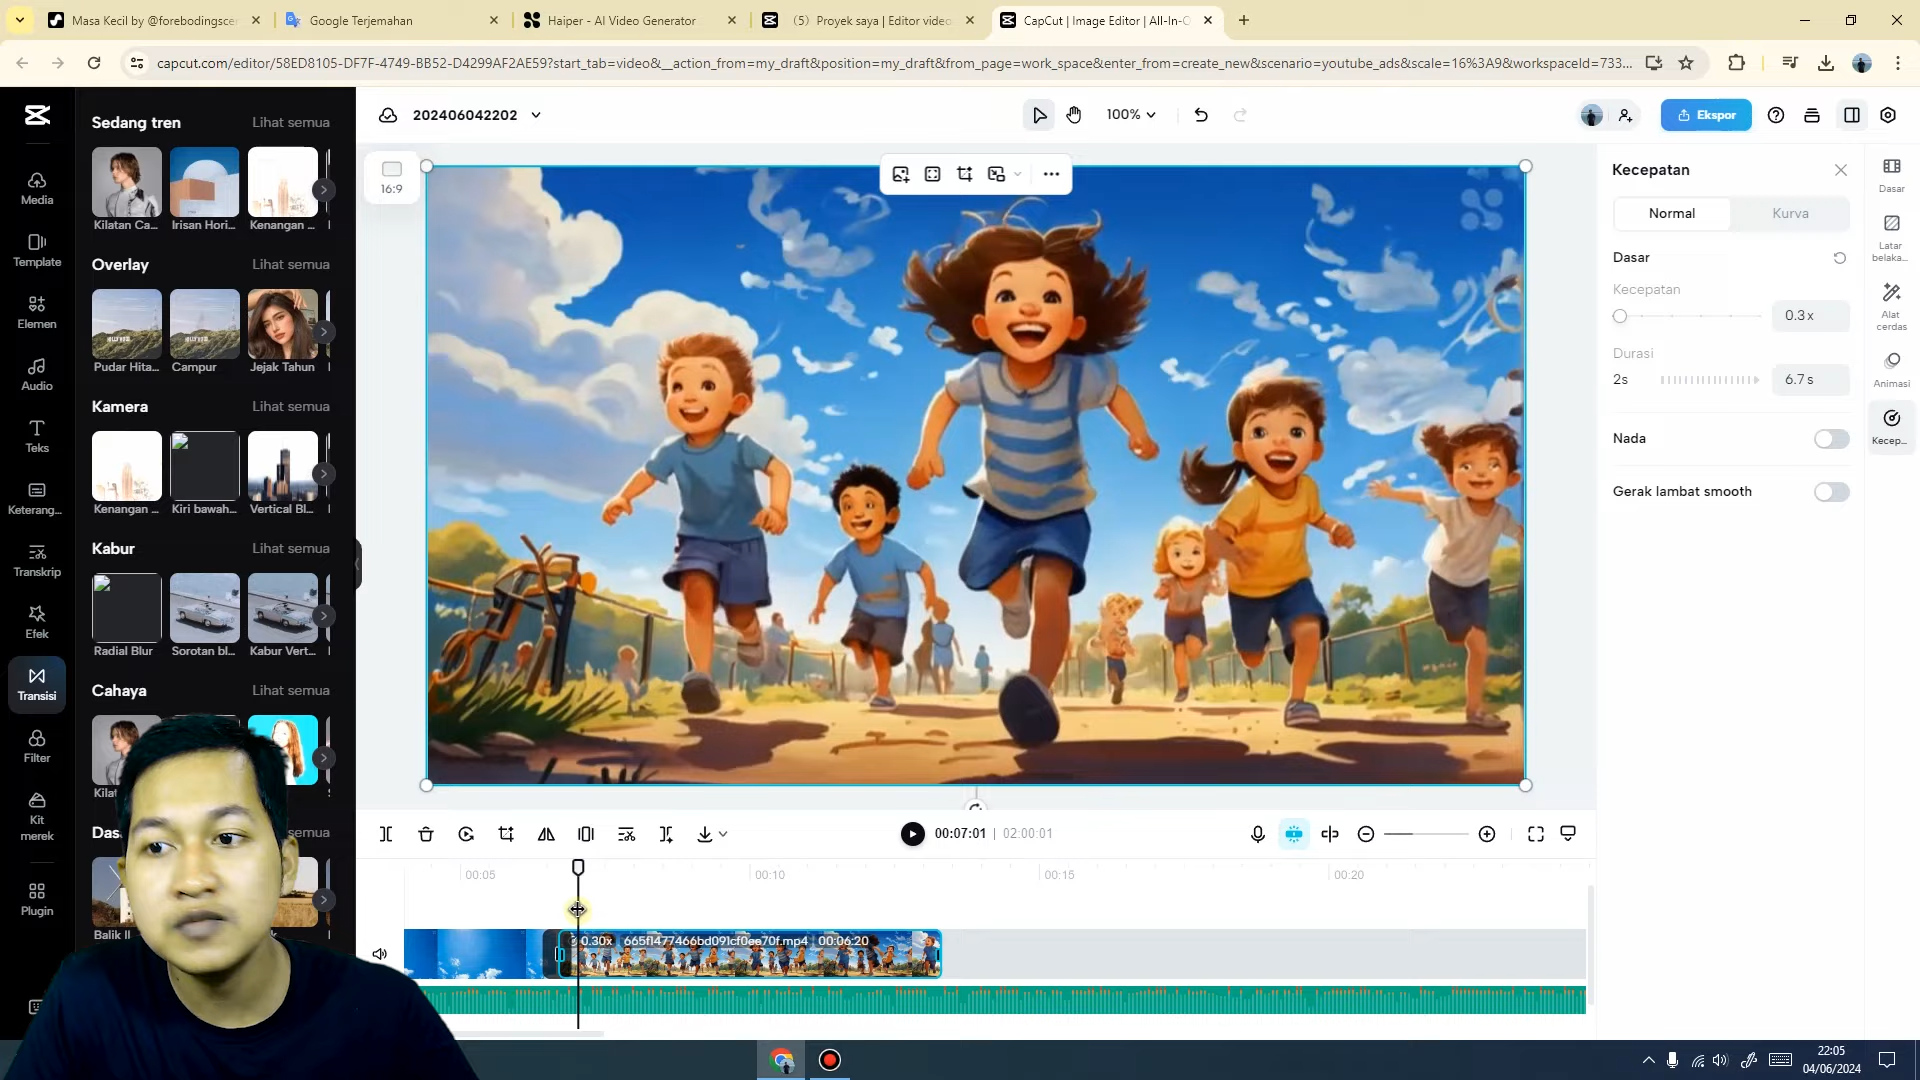 Masa Kecil by @forebodingscer
Google Terjemahan
Haiper - AI Video Generator
(5) Proyek saya | Editor video
CapCut | Image Editor | All-In-O
capcut.com/editor/58ED8105-DF7F-4749-BB52-D4299AF2AE59?start_tab=video&__action_from=my_draft&position=my_draft&from_page=work_space&enter_from=create_new&scenario=youtube_ads&scale=16%3A9&workspaceId=733...
202406042202
100%
Ekspor
Media
Template
Elemen
Audio
Teks
Keterang...
Transkrip
Efek
Transisi
Filter
Kit
merek
Plugin
Sedang tren
Lihat semua
Kilatan Ca...
Irisan Hori...
Kenangan ...
Overlay
Lihat semua
Pudar Hita...
Campur
Jejak Tahun
Kamera
Lihat semua
Kenangan ...
Kiri bawah...
Vertical Bl...
Kabur
Lihat semua
Radial Blur
Sorotan bl...
Kabur Vert...
Cahaya
Lihat semua
Kilat
Das
semua
Balik II
16:9
Kecepatan
Normal
Kurva
Dasar
Kecepatan
0.3x
Durasi
2s
6.7s
Nada
Gerak lambat smooth
Dasar
Latar
belaka...
Alat
cerdas
Animasi
Kecep...
00:07:01 | 02:00:01
00:05
00:10
00:15
00:20
0.30x 665f1477466bd091cf0ee70f.mp4 00:06:20
22:05
04/06/2024